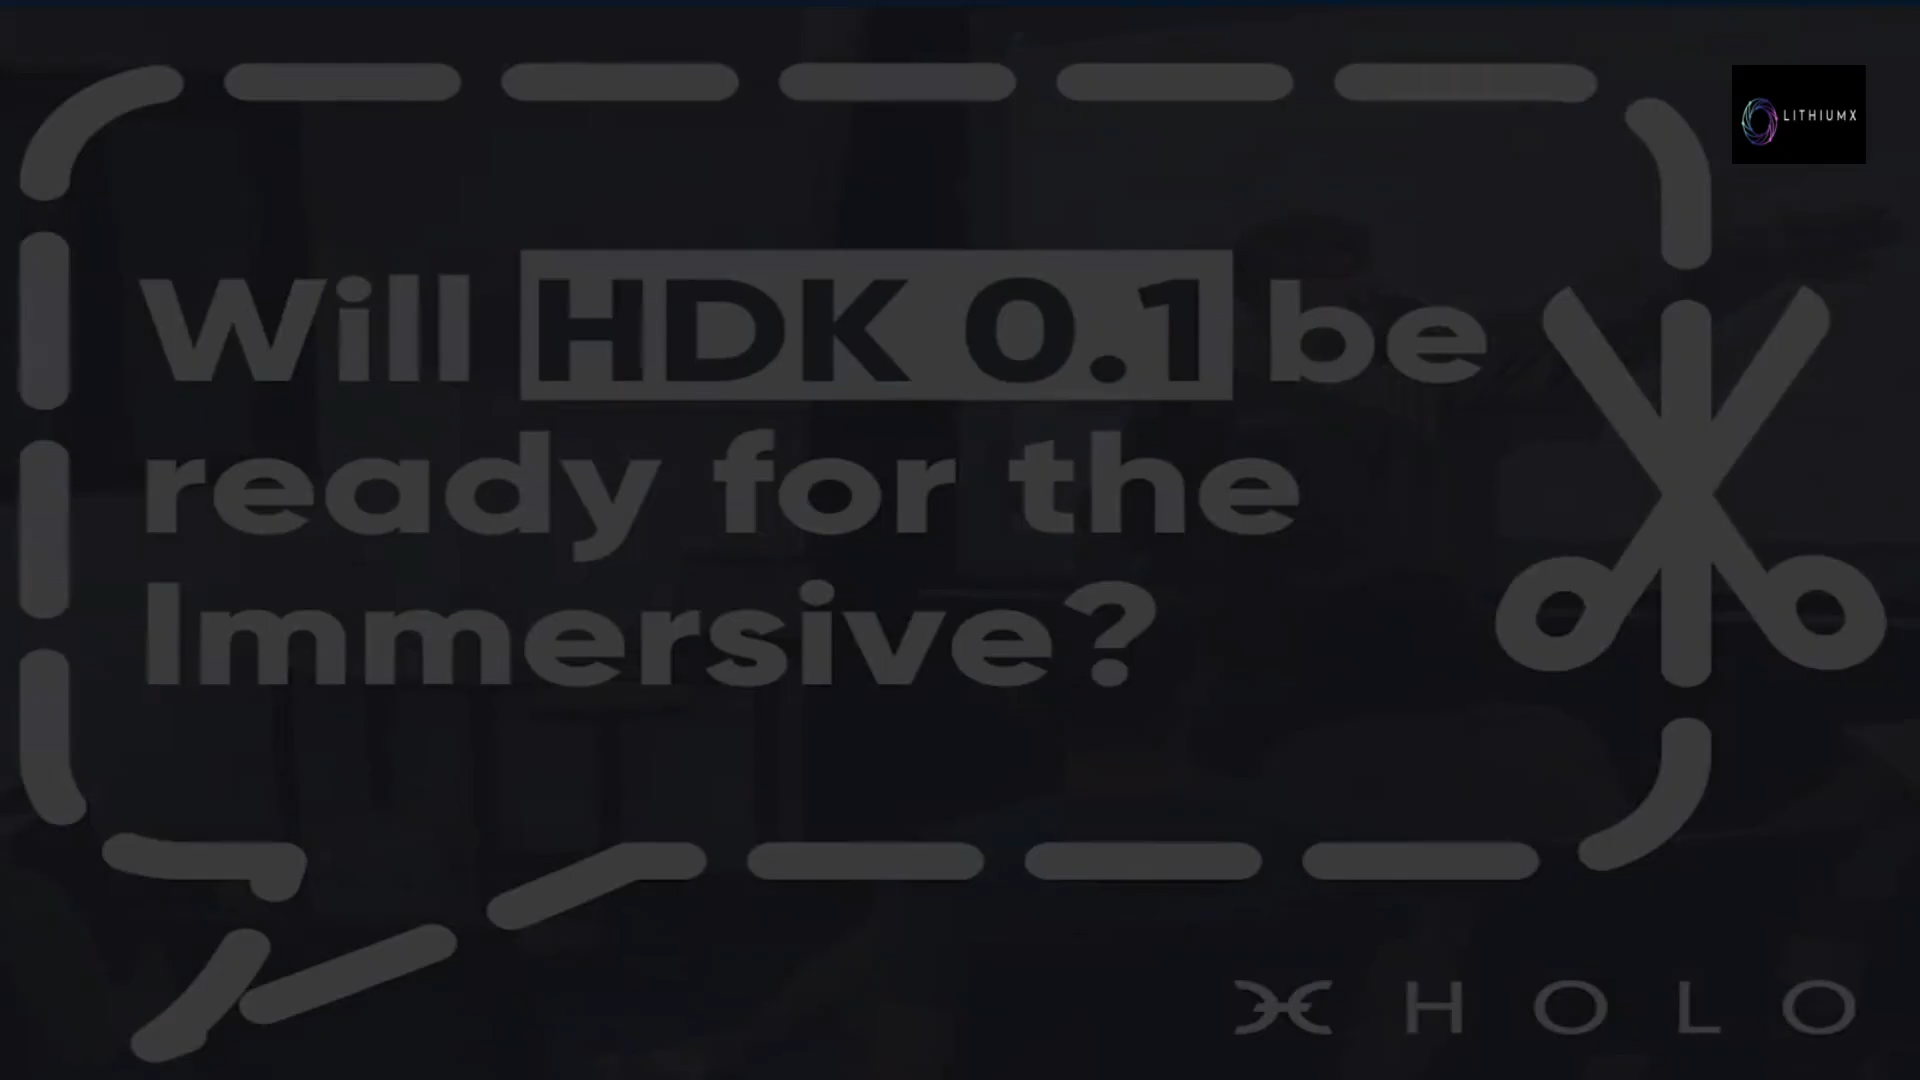 LITHIUMX
Will HDK 0.1 be
ready for the
Immersive?
HOLO